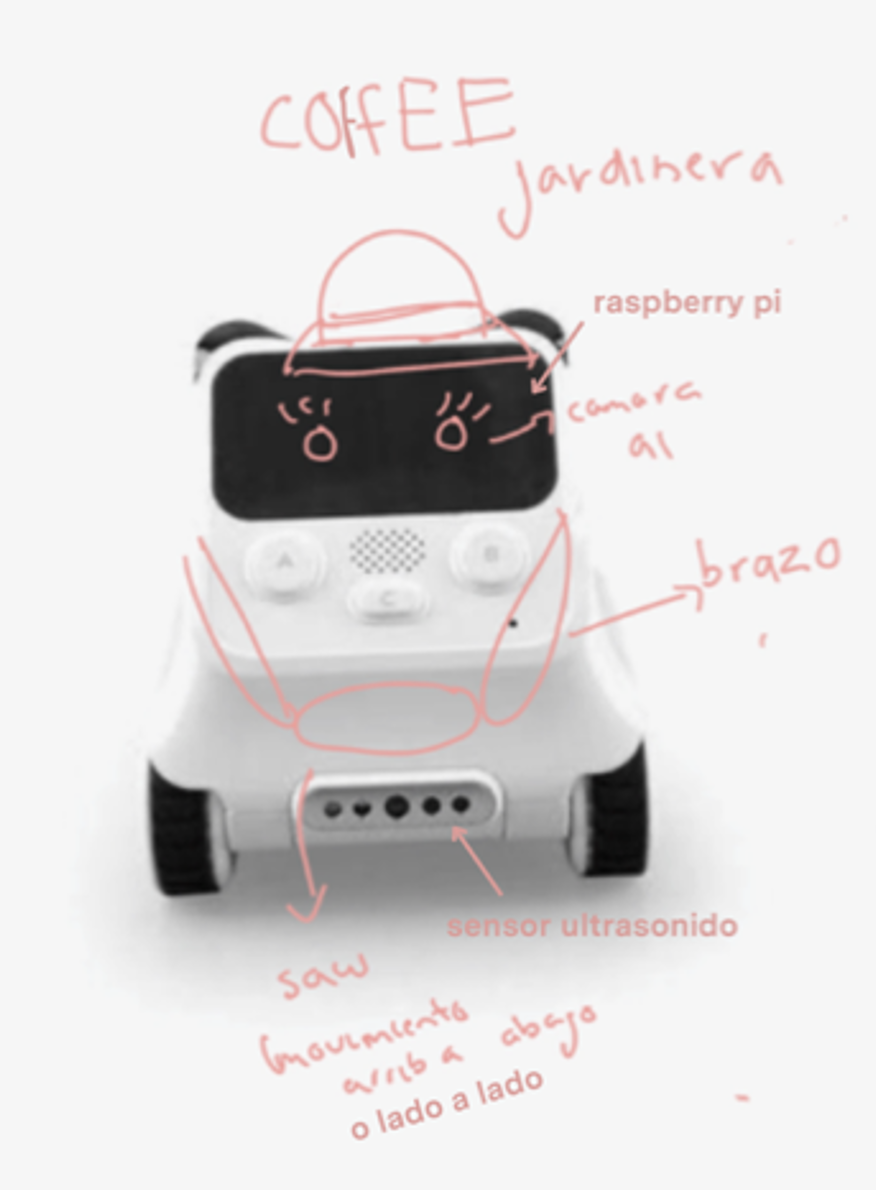 COFFEE
jardinera
raspberry pi
camara
ai
A
B
C
brazo
sensor ultrasonido
saw
(movimiento
arriba abajo
o lado a lado